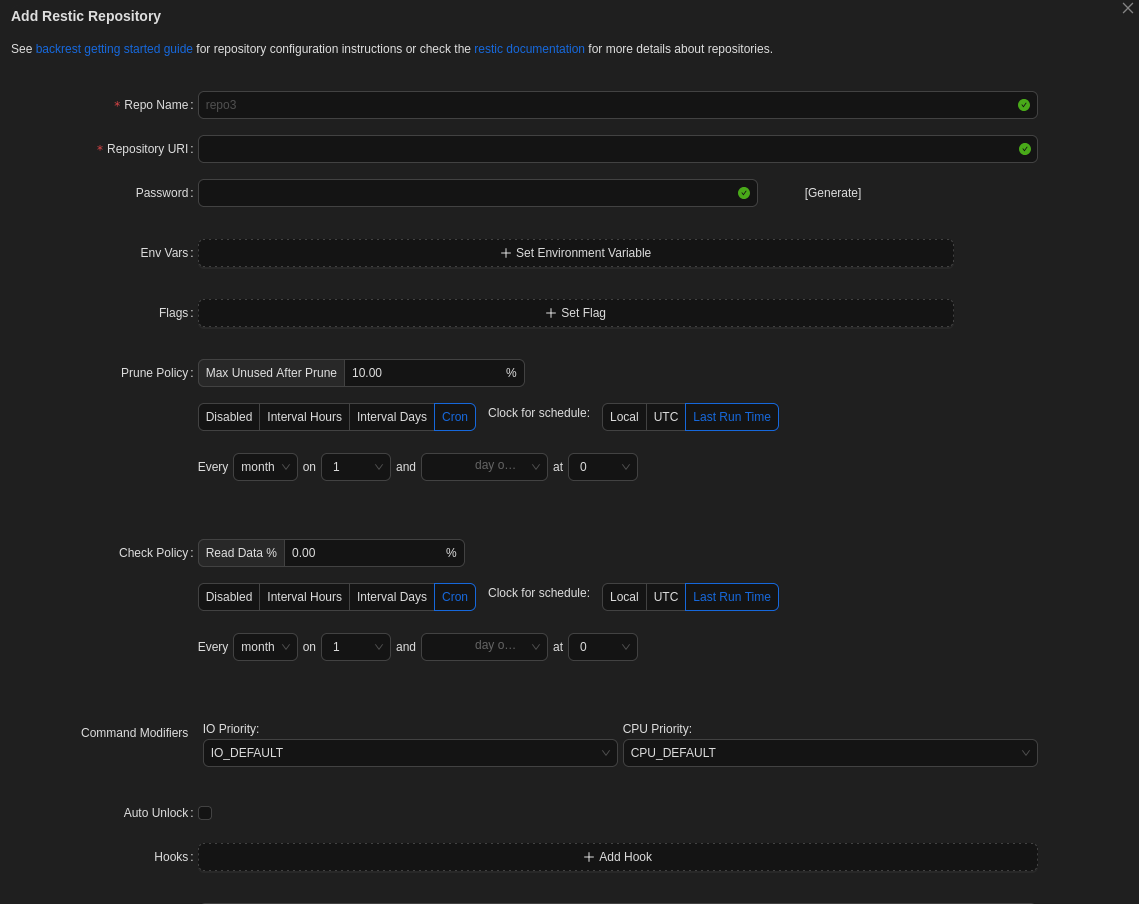 Add Restic Repository
See backrest getting started guide for repository configuration instructions or check the restic documentation for more details about repositories.
* Repo Name: repo3
* Repository URI:
Password: [Generate]
Env Vars: + Set Environment Variable
Flags: + Set Flag
Prune Policy: Max Unused After Prune 10.00 %
Disabled Interval Hours Interval Days Cron Clock for schedule: Local UTC Last Run Time
Every month on 1 and day o... at 0
Check Policy: Read Data % 0.00 %
Disabled Interval Hours Interval Days Cron Clock for schedule: Local UTC Last Run Time
Every month on 1 and day o... at 0
IO Priority: CPU Priority:
Command Modifiers
IO_DEFAULT CPU_DEFAULT
Auto Unlock:
Hooks: + Add Hook